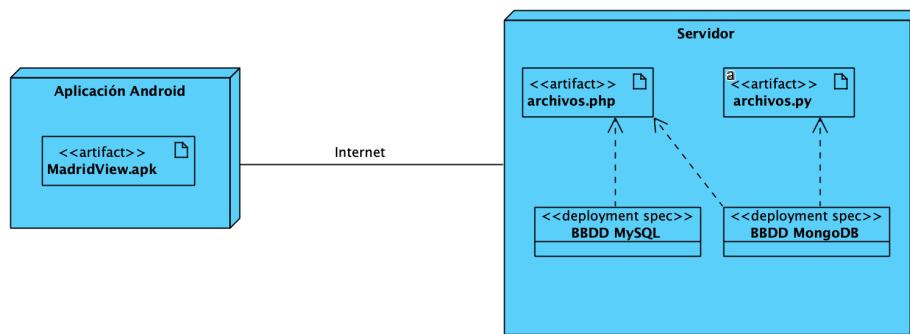 Aplicación Android
<<artifact>>
MadridView.apk
Internet
Servidor
<<artifact>>
archivos.php
a
<<artifact>>
archivos.py
<<deployment spec>>
BBDD MySQL
<<deployment spec>>
BBDD MongoDB